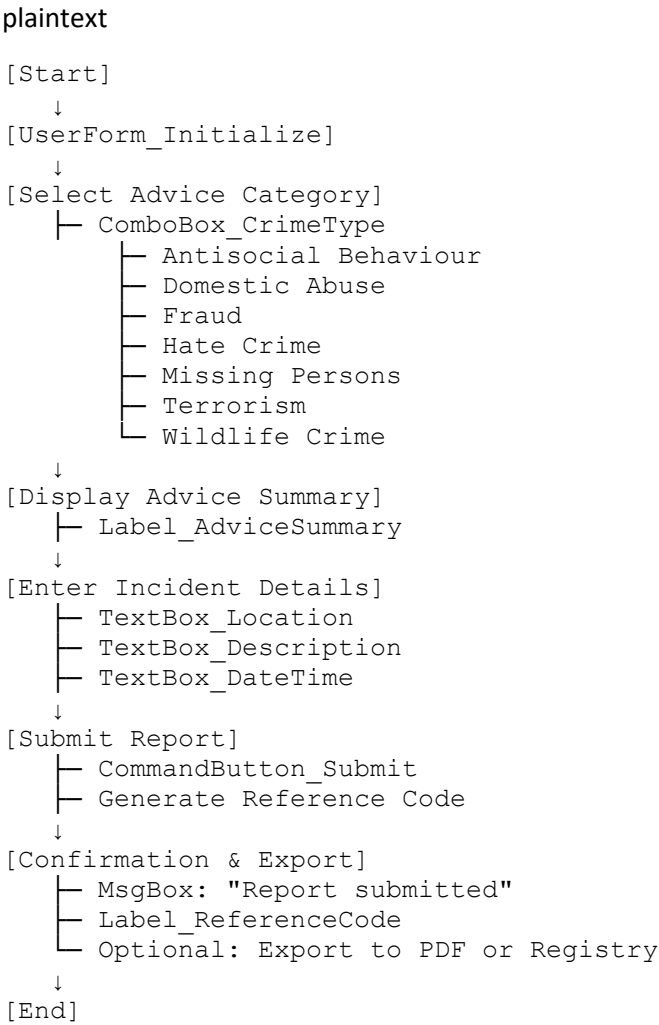 plaintext
[Start]
↓
[UserForm_Initialize]
↓
[Select Advice Category]
├─ ComboBox_CrimeType
├─ Antisocial Behaviour
├─ Domestic Abuse
├─ Fraud
├─ Hate Crime
├─ Missing Persons
├─ Terrorism
└─ Wildlife Crime
↓
[Display Advice Summary]
├─ Label_AdviceSummary
↓
[Enter Incident Details]
├─ TextBox_Location
├─ TextBox_Description
├─ TextBox_DateTime
↓
[Submit Report]
├─ CommandButton_Submit
├─ Generate Reference Code
↓
[Confirmation & Export]
├─ MsgBox: "Report submitted"
├─ Label_ReferenceCode
└─ Optional: Export to PDF or Registry
↓
[End]